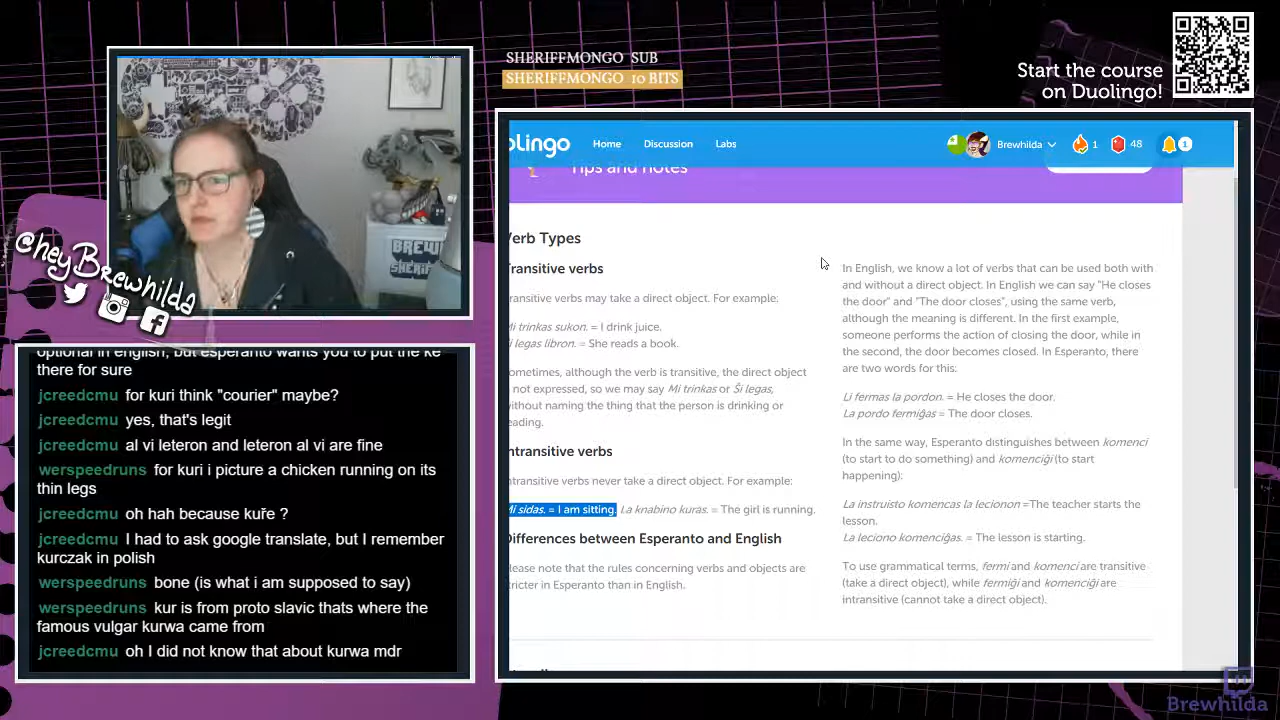 SHERIFFMONGO SUB
SHERIFFMONGO 10 BITS
Start the course
on Duolingo!
@heyBrewhilda
BREW
SHERIF
olingo
Home
Discussion
Labs
Brewhilda
1
48
1
Tips and notes
Verb Types
Transitive verbs
ransitive verbs may take a direct object. For example:
Mi trinkas sukon. = I drink juice.
i legas libron. = She reads a book.
ometimes, although the verb is transitive, the direct object
not expressed, so we may say Mi trinkas or Ŝi legas,
without naming the thing that the person is drinking or
eading.
ntransitive verbs
ntransitive verbs never take a direct object. For example:
Mi sidas. = I am sitting. La knabino kuras. = The girl is running.
Differences between Esperanto and English
lease note that the rules concerning verbs and objects are
tricter in Esperanto than in English.
In English, we know a lot of verbs that can be used both with
and without a direct object. In English we can say "He closes
the door" and "The door closes", using the same verb,
although the meaning is different. In the first example,
someone performs the action of closing the door, while in
the second, the door becomes closed. In Esperanto, there
are two words for this:
Li fermas la pordon. = He closes the door.
La pordo fermiĝas = The door closes.
In the same way, Esperanto distinguishes between komenci
(to start to do something) and komenciĝi (to start
happening):
La instruisto komencas la lecionon =The teacher starts the
lesson.
La leciono komenciĝas. = The lesson is starting.
To use grammatical terms, fermi and komenci are transitive
(take a direct object), while fermiĝi and komenciĝi are
intransitive (cannot take a direct object).
optional in english, but esperanto wants you to put the ke
there for sure
jcreedcmu for kuri think "courier" maybe?
jcreedcmu yes, that's legit
jcreedcmu al vi leteron and leteron al vi are fine
werspeedruns for kuri i picture a chicken running on its
thin legs
jcreedcmu oh hah because kuře ?
jcreedcmu I had to ask google translate, but I remember
kurczak in polish
werspeedruns bone (is what i am supposed to say)
werspeedruns kur is from proto slavic thats where the
famous vulgar kurwa came from
jcreedcmu oh I did not know that about kurwa mdr
Brewhilda